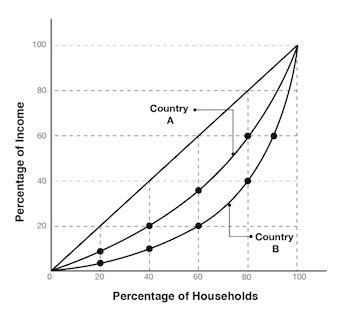 100
80
60
40
20
Percentage of Income
Country
A
Country
B
0
20
40
60
80
100
Percentage of Households